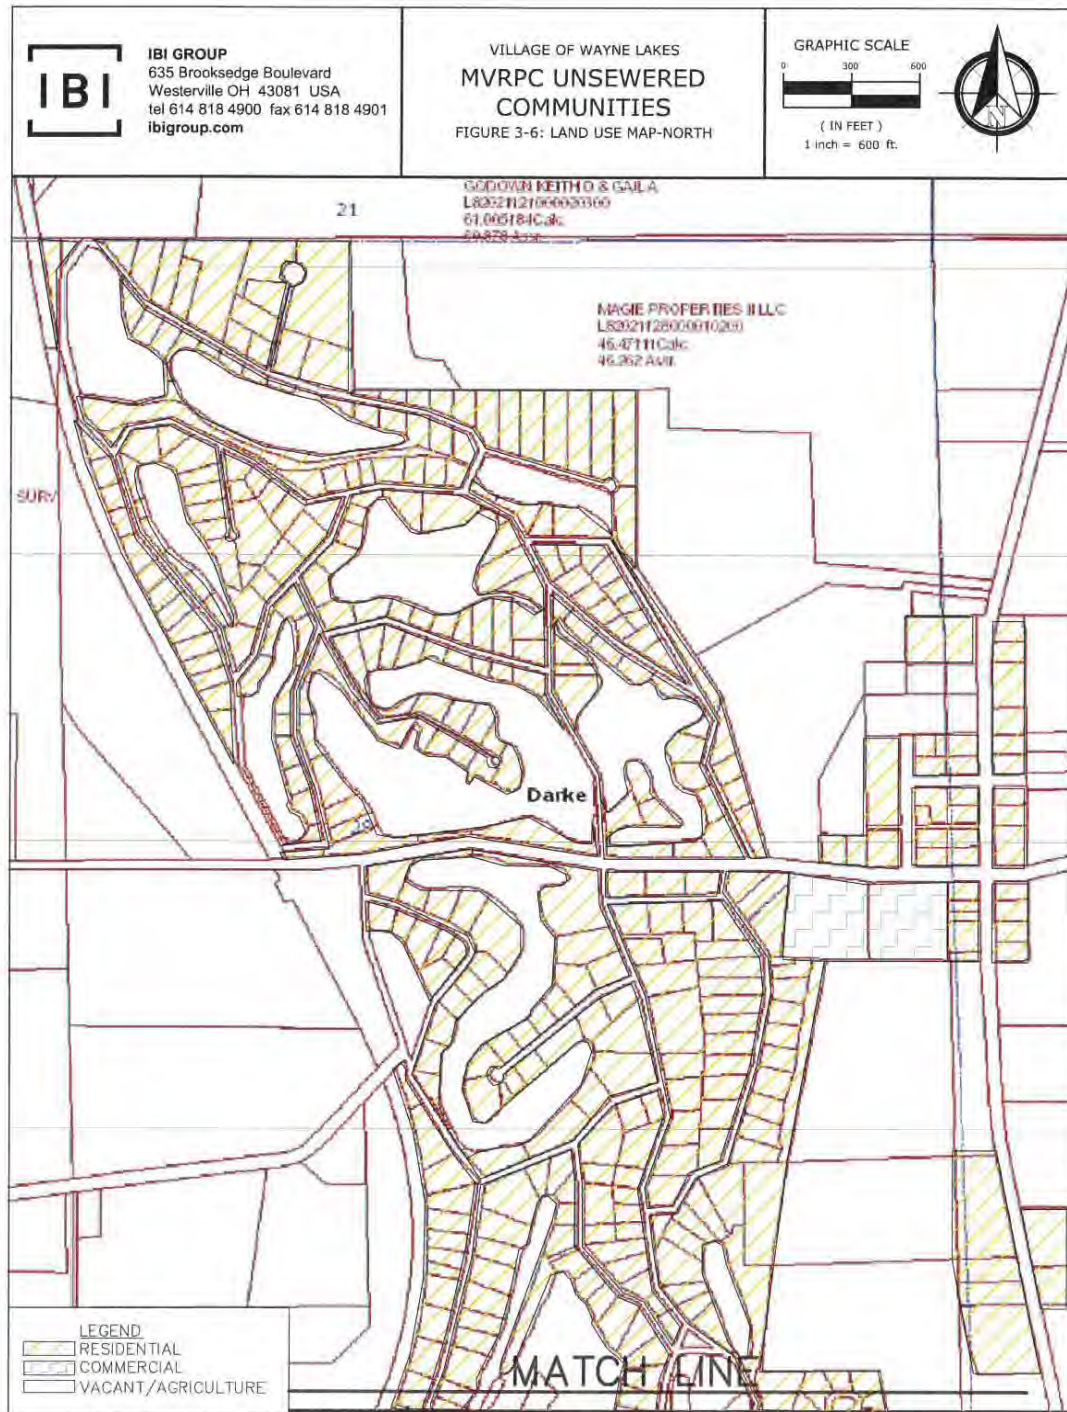 IBI
IBI GROUP
635 Brooksedge Boulevard
Westerville OH 43081 USA
tel 614 818 4900 fax 614 818 4901
ibigroup.com
VILLAGE OF WAYNE LAKES
MVRPC UNSEWERED
COMMUNITIES
FIGURE 3-6: LAND USE MAP-NORTH
GRAPHIC SCALE
0 300 600
( IN FEET )
1 inch = 600 ft.
N
21
GODOWN KEITH D & GAIL A
MAGIE PROPERTIES II LLC
SURV
Darke
LEGEND
RESIDENTIAL
COMMERCIAL
VACANT/AGRICULTURE
MATCH LINE